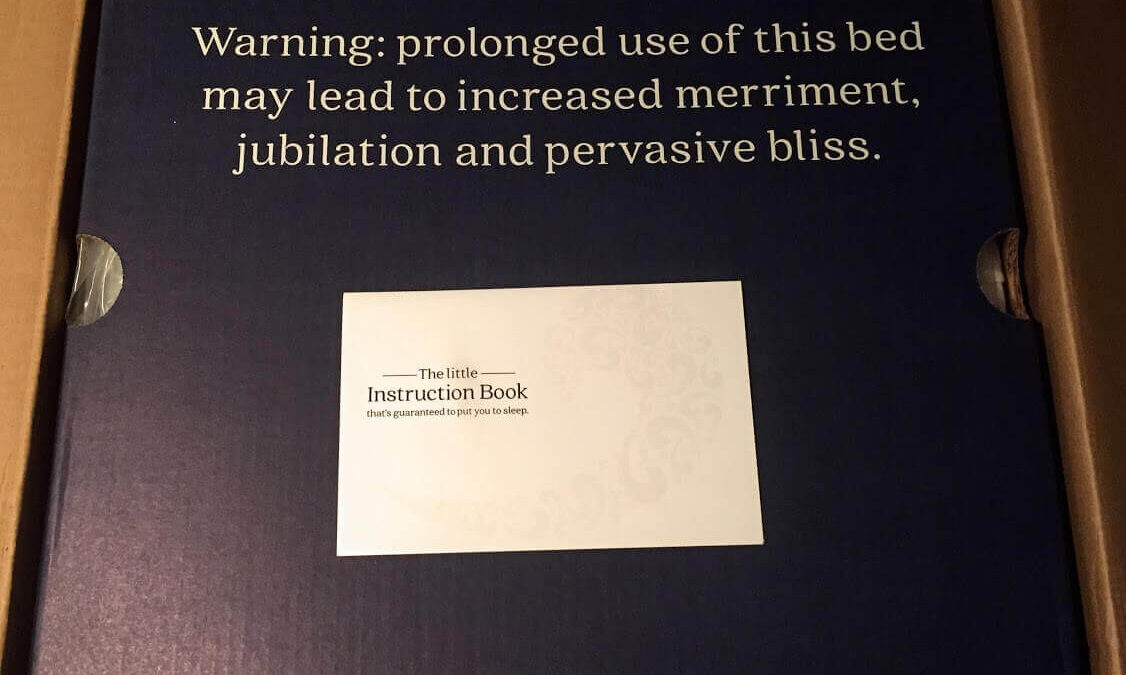 Warning: prolonged use of this bed
may lead to increased merriment,
jubilation and pervasive bliss.
The little
Instruction Book
that's guaranteed to put you to sleep.